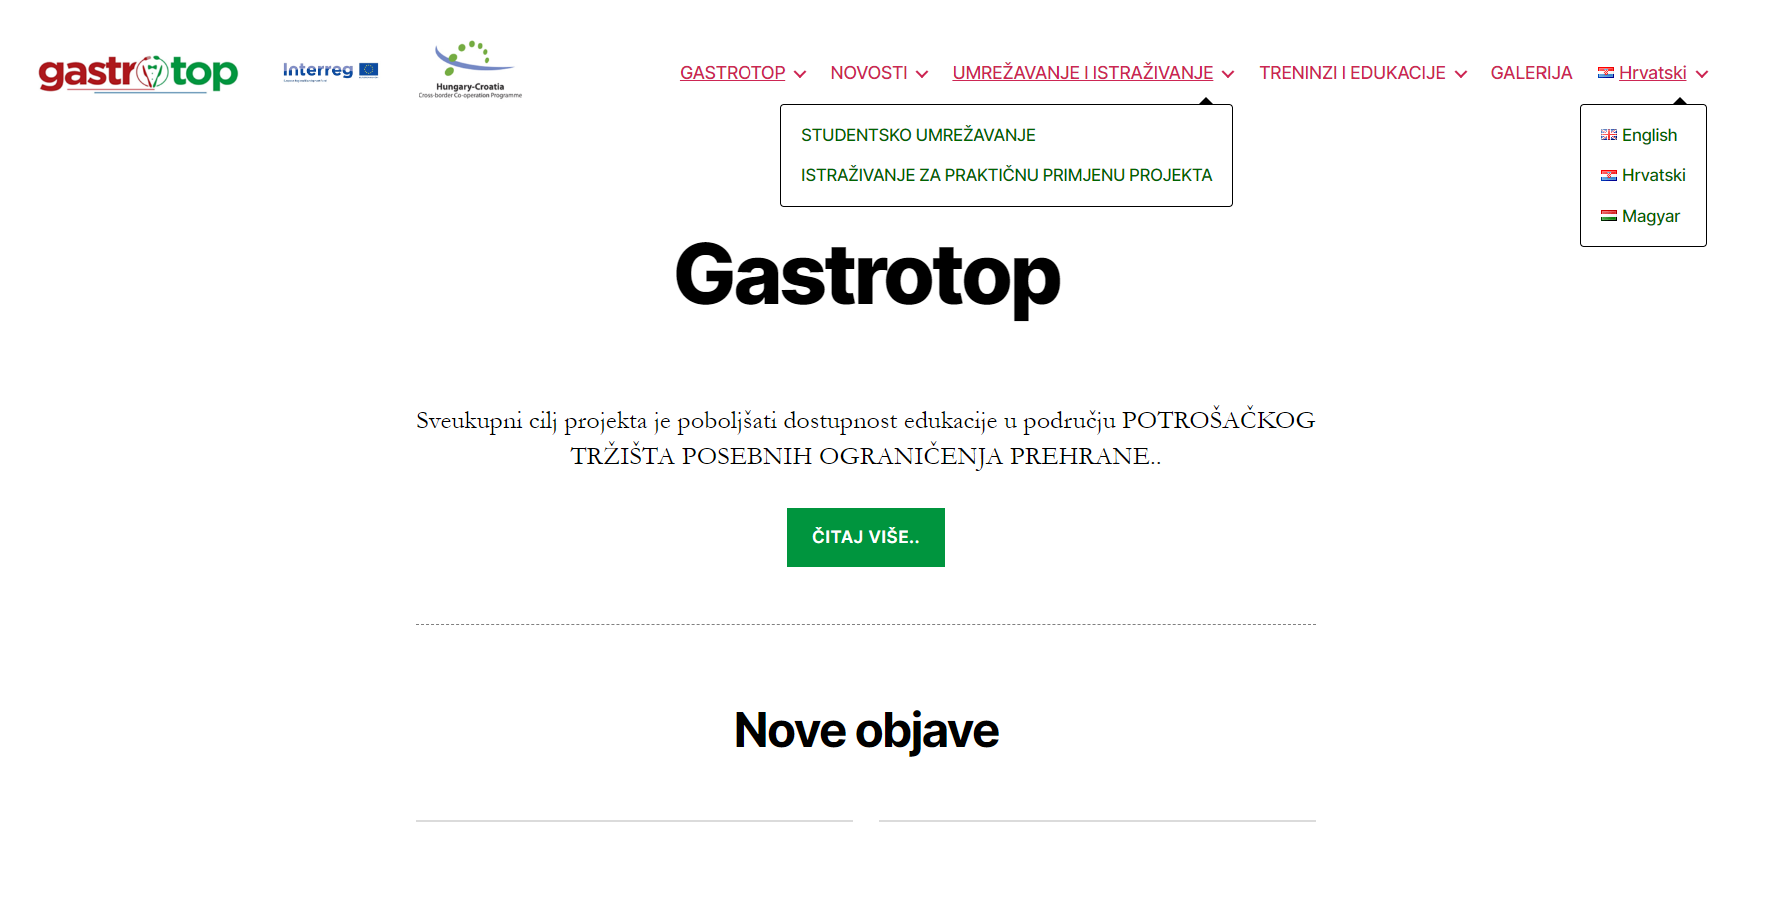 gastrotop
Interreg
Hungary-Croatia
Cross-border Co-operation Programme
GASTROTOP NOVOSTI UMREŽAVANJE I ISTRAŽIVANJE TRENINZI I EDUKACIJE GALERIJA Hrvatski
STUDENTSKO UMREŽAVANJE
ISTRAŽIVANJE ZA PRAKTIČNU PRIMJENU PROJEKTA
English
Hrvatski
Magyar
Gastrotop
Sveukupni cilj projekta je poboljšati dostupnost edukacije u području POTROŠAČKOG
TRŽIŠTA POSEBNIH OGRANIČENJA PREHRANE..
ČITAJ VIŠE..
Nove objave